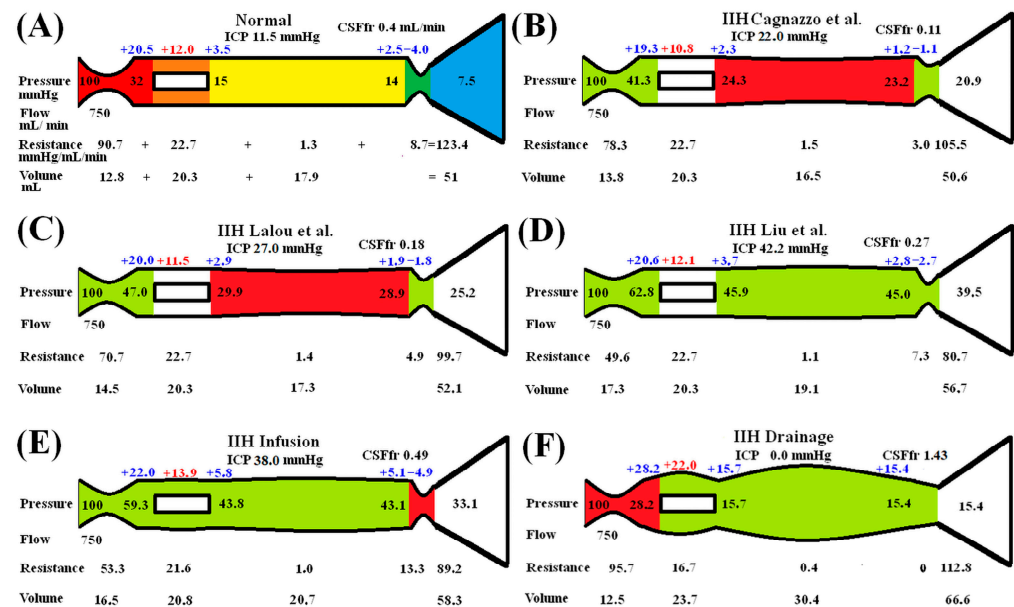 (A)
Normal
ICP 11.5 mmHg
CSFfr 0.4 mL/min
+20.5 +12.0 +3.5 +2.5 -4.0
Pressure mmHg 100 32 15 14 7.5
Flow mL/ min 750
Resistance mmHg/mL/min 90.7 + 22.7 + 1.3 + 8.7=123.4
Volume mL 12.8 + 20.3 + 17.9 = 51
(B)
IIH Cagnazzo et al.
ICP 22.0 mmHg
CSFfr 0.11
+19.3 +10.8 +2.3 +1.2 -1.1
Pressure 100 41.3 24.3 23.2 20.9
Flow 750
Resistance 78.3 22.7 1.5 3.0 105.5
Volume 13.8 20.3 16.5 50.6
(C)
IIH Lalou et al.
ICP 27.0 mmHg
CSFfr 0.18
+20.0 +11.5 +2.9 +1.9 -1.8
Pressure 100 47.0 29.9 28.9 25.2
Flow 750
Resistance 70.7 22.7 1.4 4.9 99.7
Volume 14.5 20.3 17.3 52.1
(D)
IIH Liu et al.
ICP 42.2 mmHg
CSFfr 0.27
+20.6 +12.1 +3.7 +2.8 -2.7
Pressure 100 62.8 45.9 45.0 39.5
Flow 750
Resistance 49.6 22.7 1.1 7.3 80.7
Volume 17.3 20.3 19.1 56.7
(E)
IIH Infusion
ICP 38.0 mmHg
CSFfr 0.49
+22.0 +13.9 +5.8 +5.1 -4.9
Pressure 100 59.3 43.8 43.1 33.1
Flow 750
Resistance 53.3 21.6 1.0 13.3 89.2
Volume 16.5 20.8 20.7 58.3
(F)
IIH Drainage
ICP 0.0 mmHg
CSFfr 1.43
+28.2 +22.0 +15.7 +15.4
Pressure 100 28.2 15.7 15.4 15.4
Flow 750
Resistance 95.7 16.7 0.4 0 112.8
Volume 12.5 23.7 30.4 66.6